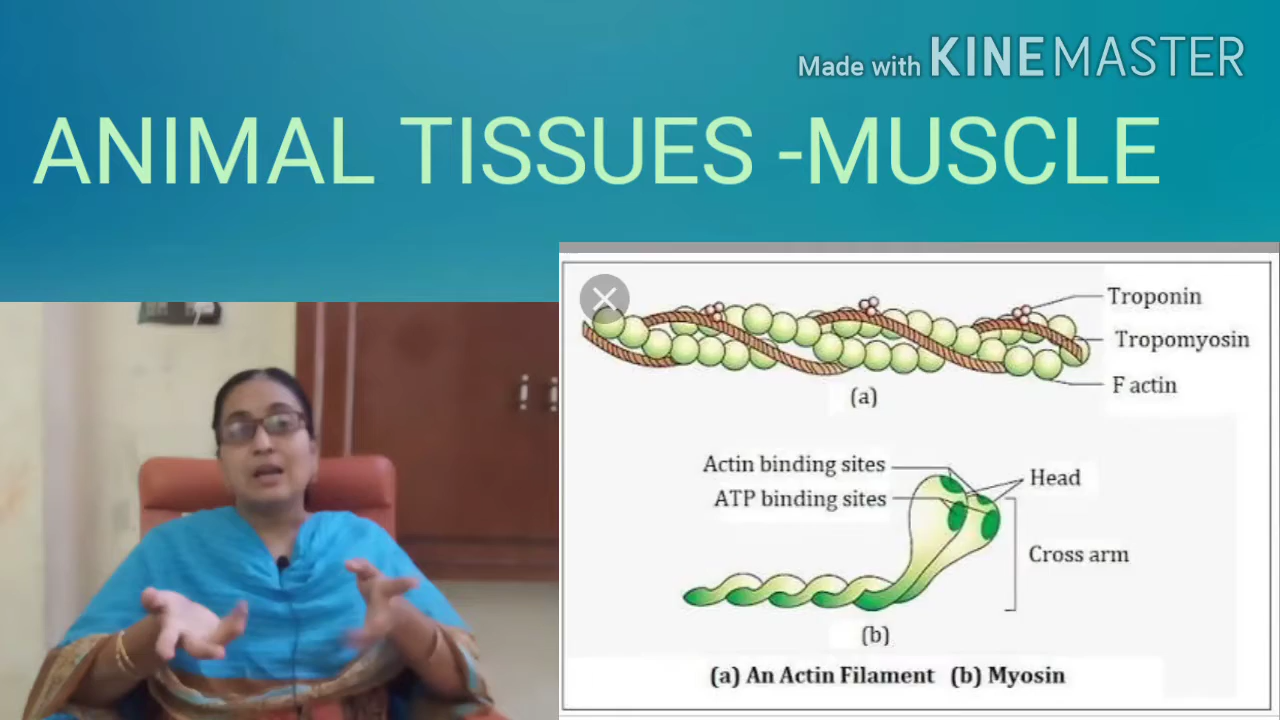 Made with KINEMASTER
ANIMAL TISSUES -MUSCLE
Troponin
Tropomyosin
F actin
(a)
Actin binding sites
Head
ATP binding sites
Cross arm
(b)
(a) An Actin Filament (b) Myosin